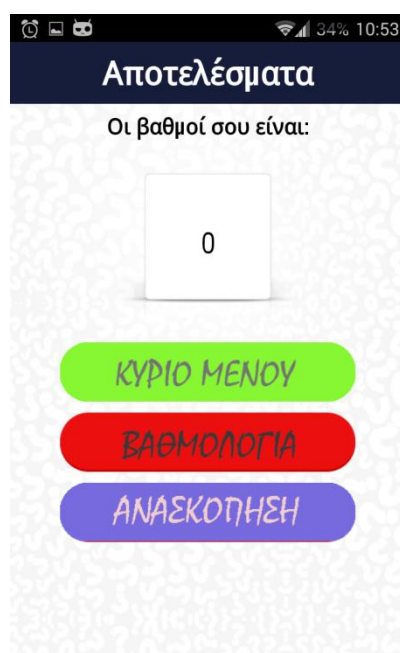 34% 10:53
Αποτελέσματα
Οι βαθμοί σου είναι:
0
ΚΥΡΙΟ ΜΕΝΟΥ
ΒΑΘΜΟΛΟΓΙΑ
ΑΝΑΣΚΟΠΗΣΗ